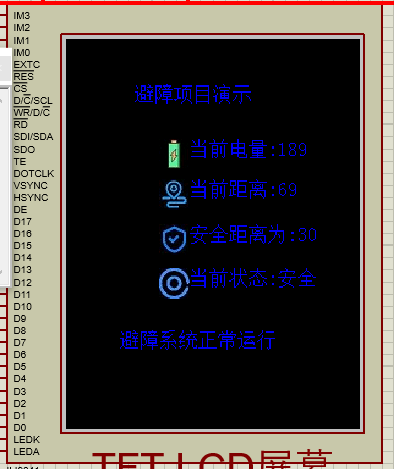 IM3
IM2
IM1
IM0
EXTC
RES
CS
D/C/SCL
WR/D/C
RD
SDI/SDA
SDO
TE
DOTCLK
VSYNC
HSYNC
DE
D17
D16
D15
D14
D13
D12
D11
D10
D9
D8
D7
D6
D5
D4
D3
D2
D1
D0
LEDK
LEDA
避障项目演示
当前电量:189
当前距离:69
安全距离为:30
当前状态:安全
避障系统正常运行
TFT LCD屏幕